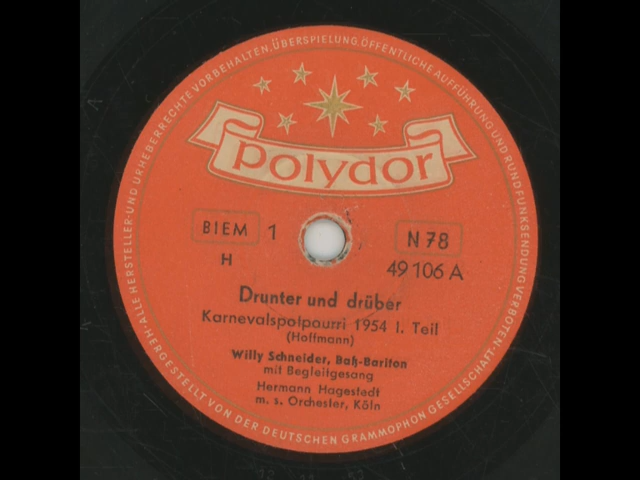 ALLE HERSTELLER-UND URHEBERRECHTE VORBEHALTEN, ÜBERSPIELUNG, ÖFFENTLICHE AUFFÜHRUNG UND RUNDFUNKSENDUNG VERBOTEN.
polydor
BIEM 1 N 78
H 49 106 A
Drunter und drüber
Karnevalspotpourri 1954 I. Teil
(Hoffmann)
Willy Schneider, Baß-Bariton
mit Begleitgesang
Hermann Hagestedt
m. s. Orchester, Köln
HERGESTELLT VON DER DEUTSCHEN GRAMMOPHON GESELLSCHAFT